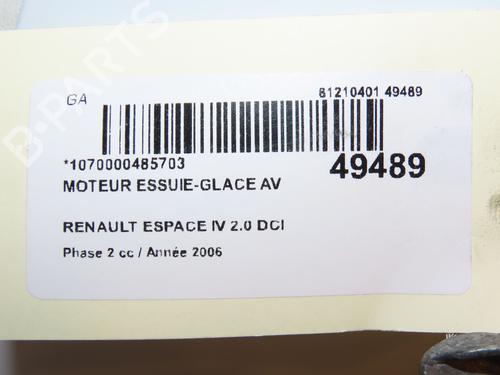 GA
81210401 49489
*1070000485703
49489
MOTEUR ESSUIE-GLACE AV
RENAULT ESPACE IV 2.0 DCI
Phase 2 cc / Année 2006
B-PARTS